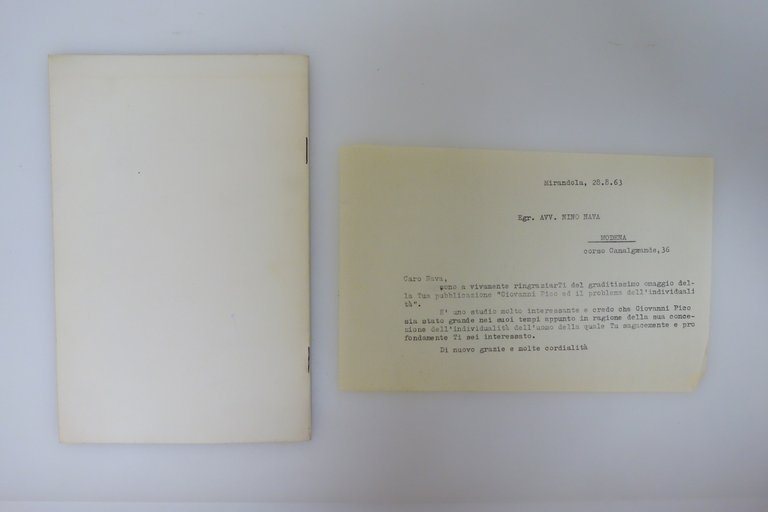 Mirandola, 28.8.63
Egr. AVV. NINO NAVA
MODENA
corso Canalgrande,36
Caro Nava,
sono a vivamente ringraziarTi del graditissimo omaggio del-
la Tua pubblicazione "Giovanni Pico ed il problema dell'individuali
tà".
E' uno studio molto interessante e credo che Giovanni Pico
sia stato grande nei suoi tempi appunto in ragione della sua conce-
zione dell'individualità dell'uomo della quale Tu sagacemente e pro
fondamente Ti sei interessato.
Di nuovo grazie e molte cordialità